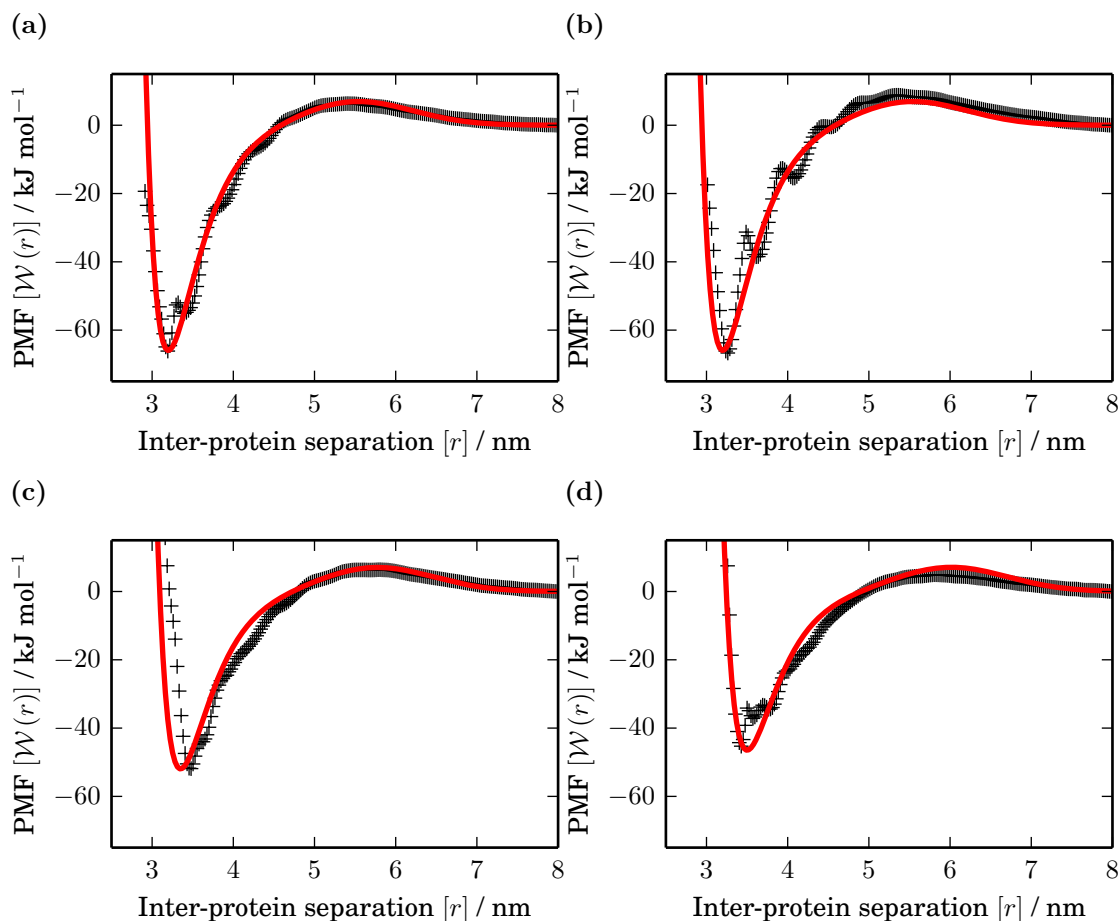 (a)
PMF [𝒲(r)] / kJ mol⁻¹
0
−20
−40
−60
3 4 5 6 7 8
Inter-protein separation [r] / nm
(b)
PMF [𝒲(r)] / kJ mol⁻¹
0
−20
−40
−60
3 4 5 6 7 8
Inter-protein separation [r] / nm
(c)
PMF [𝒲(r)] / kJ mol⁻¹
0
−20
−40
−60
3 4 5 6 7 8
Inter-protein separation [r] / nm
(d)
PMF [𝒲(r)] / kJ mol⁻¹
0
−20
−40
−60
3 4 5 6 7 8
Inter-protein separation [r] / nm